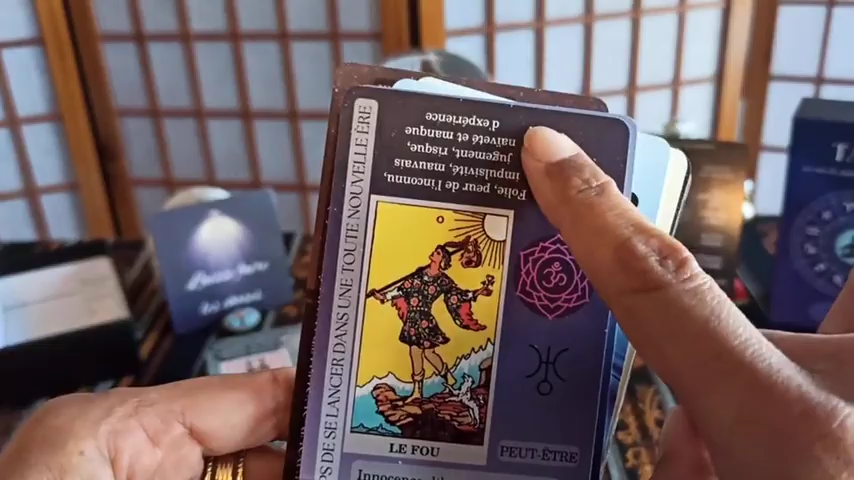 Folie, peur de l'inconnu,
impulsivité, mauvais
jugement, risque,
naïveté et manque
d'expérience
DE SE LANCER DANS UNE TOUTE NOUVELLE ÈRE
LE FOU
PEUT-ÊTRE
Innocence